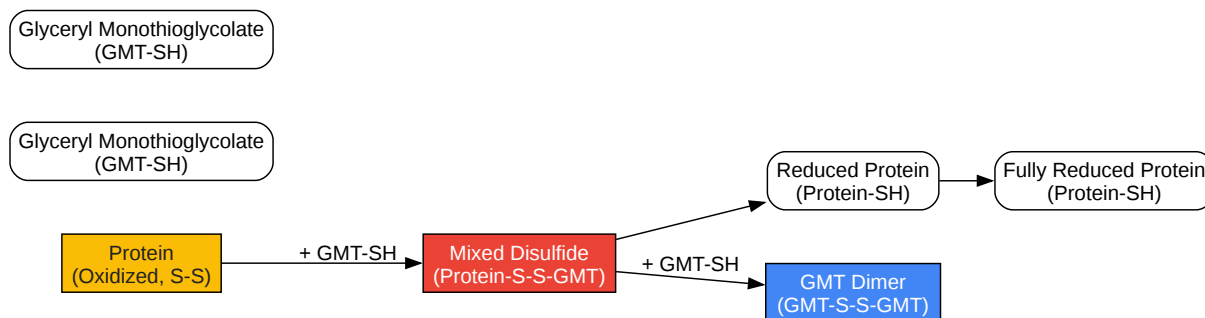 Glyceryl Monothioglycolate
(GMT-SH)
Glyceryl Monothioglycolate
(GMT-SH)
Reduced Protein
(Protein-SH)
Fully Reduced Protein
(Protein-SH)
Protein
(Oxidized, S-S)
+ GMT-SH
Mixed Disulfide
(Protein-S-S-GMT)
+ GMT-SH
GMT Dimer
(GMT-S-S-GMT)